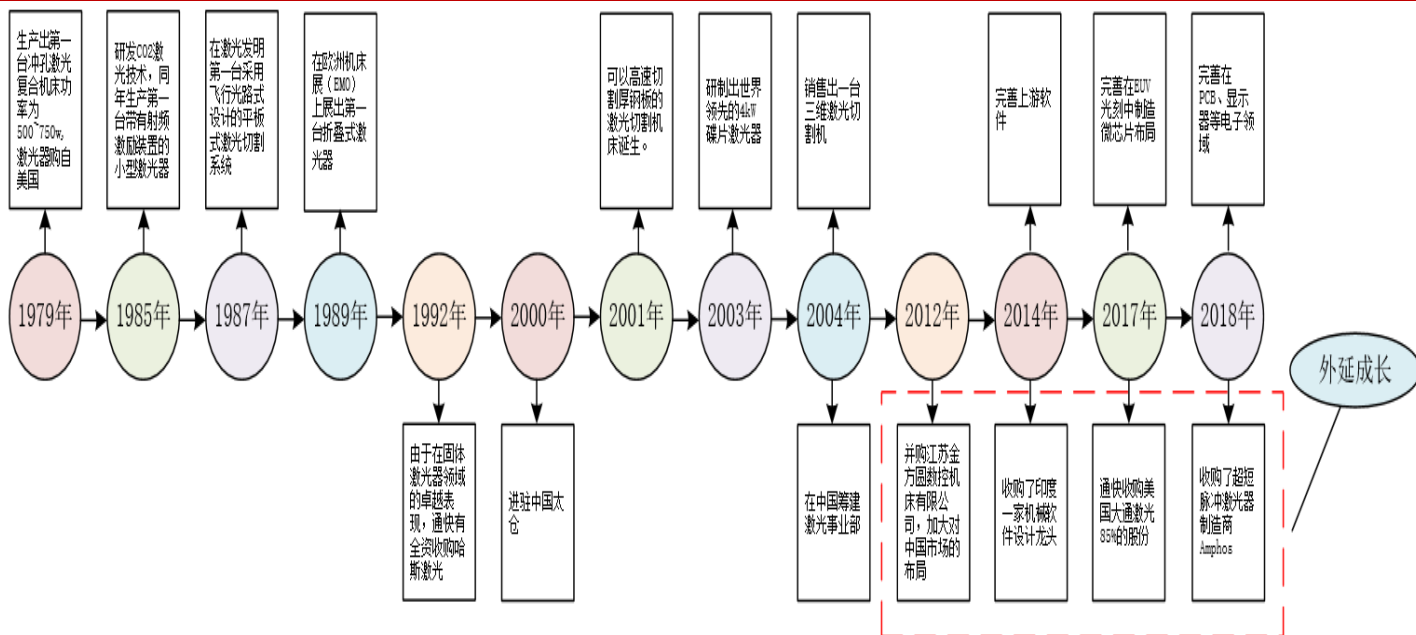 生产出第一
台冲孔激光
复合机床功
率为
500~750w,
激光器购自
美国
研发CO2激
光技术，同
年生产第一
台带有射频
激励装置的
小型激光器
在激光发明
第一台采用
飞行光路式
设计的平板
式激光切割
系统
在欧洲机床
展（EMO）
上展出第一
台折叠式激
光器
可以高速切
割厚钢板的
激光切割机
床诞生。
研制出世界
领先的4kW
碟片激光器
销售出一台
三维激光切
割机
完善上游软
件
完善在EUV
光刻中制造
微芯片布局
完善在
PCB、显示
器等电子领
域
1979年
1985年
1987年
1989年
1992年
2000年
2001年
2003年
2004年
2012年
2014年
2017年
2018年
外延成长
由于在固体
激光器领域
的卓越表
现，通快有
全资收购哈
斯激光
进驻中国太
仓
在中国筹建
激光事业部
并购江苏金
方圆数控机
床有限公
司，加大对
中国市场的
布局
收购了印度
一家机械软
件设计龙头
通快收购美
国大通激光
85%的股份
收购了超短
脉冲激光器
制造商
Amphos